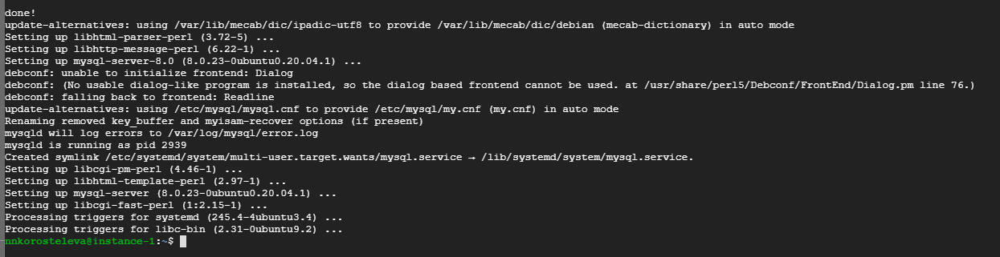 done!
update-alternatives: using /var/lib/mecab/dic/ipadic-utf8 to provide /var/lib/mecab/dic/debian (mecab-dictionary) in auto mode
Setting up libhtml-parser-perl (3.72-5) ...
Setting up libhttp-message-perl (6.22-1) ...
Setting up mysql-server-8.0 (8.0.23-0ubuntu0.20.04.1) ...
debconf: unable to initialize frontend: Dialog
debconf: (No usable dialog-like program is installed, so the dialog based frontend cannot be used. at /usr/share/perl5/Debconf/FrontEnd/Dialog.pm line 76.)
debconf: falling back to frontend: Readline
update-alternatives: using /etc/mysql/mysql.cnf to provide /etc/mysql/my.cnf (my.cnf) in auto mode
Renaming removed key_buffer and myisam-recover options (if present)
mysqld will log errors to /var/log/mysql/error.log
mysqld is running as pid 2939
Created symlink /etc/systemd/system/multi-user.target.wants/mysql.service → /lib/systemd/system/mysql.service.
Setting up libcgi-pm-perl (4.46-1) ...
Setting up libhtml-template-perl (2.97-1) ...
Setting up mysql-server (8.0.23-0ubuntu0.20.04.1) ...
Setting up libcgi-fast-perl (1:2.15-1) ...
Processing triggers for systemd (245.4-4ubuntu3.4) ...
Processing triggers for libc-bin (2.31-0ubuntu9.2) ...
nnkorosteleva@instance-1:~$